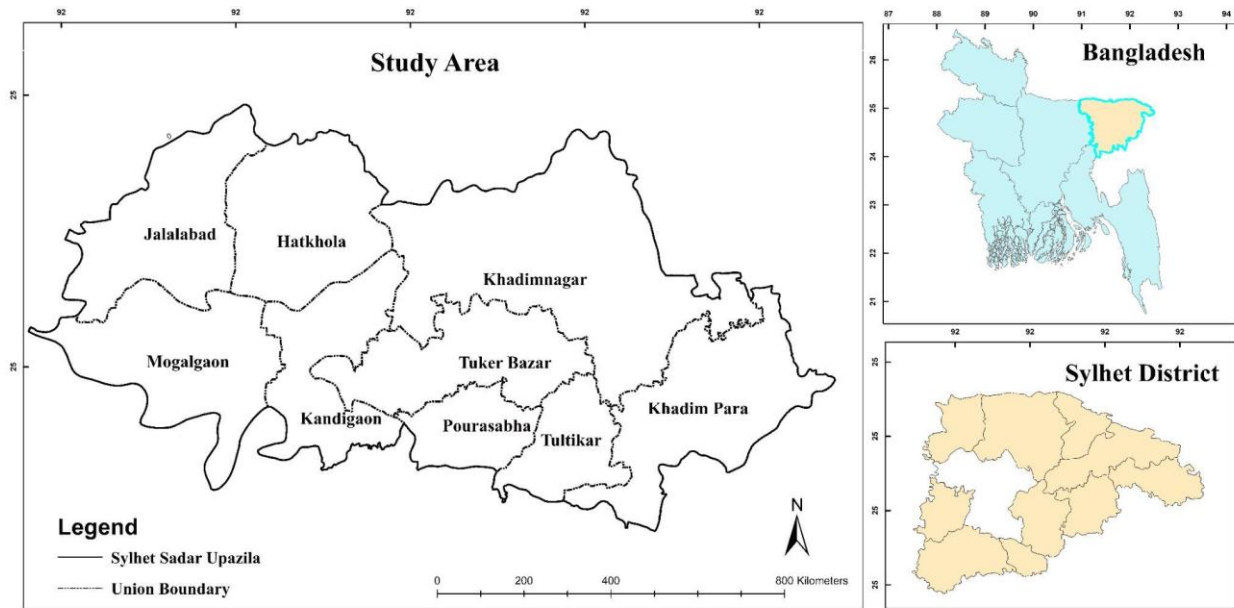 92 92 92 92 92
Study Area
25
25
Jalalabad
Hatkhola
Khadimnagar
Mogalgaon
Tuker Bazar
Kandigaon
Pourasabha
Tultikar
Khadim Para
N
Legend
Sylhet Sadar Upazila
Union Boundary
0 200 400 800 Kilometers
87 88 89 90 91 92 93 94
Bangladesh
26
25
24
23
22
21
92 92 92 92
Sylhet District
25
25
25
25